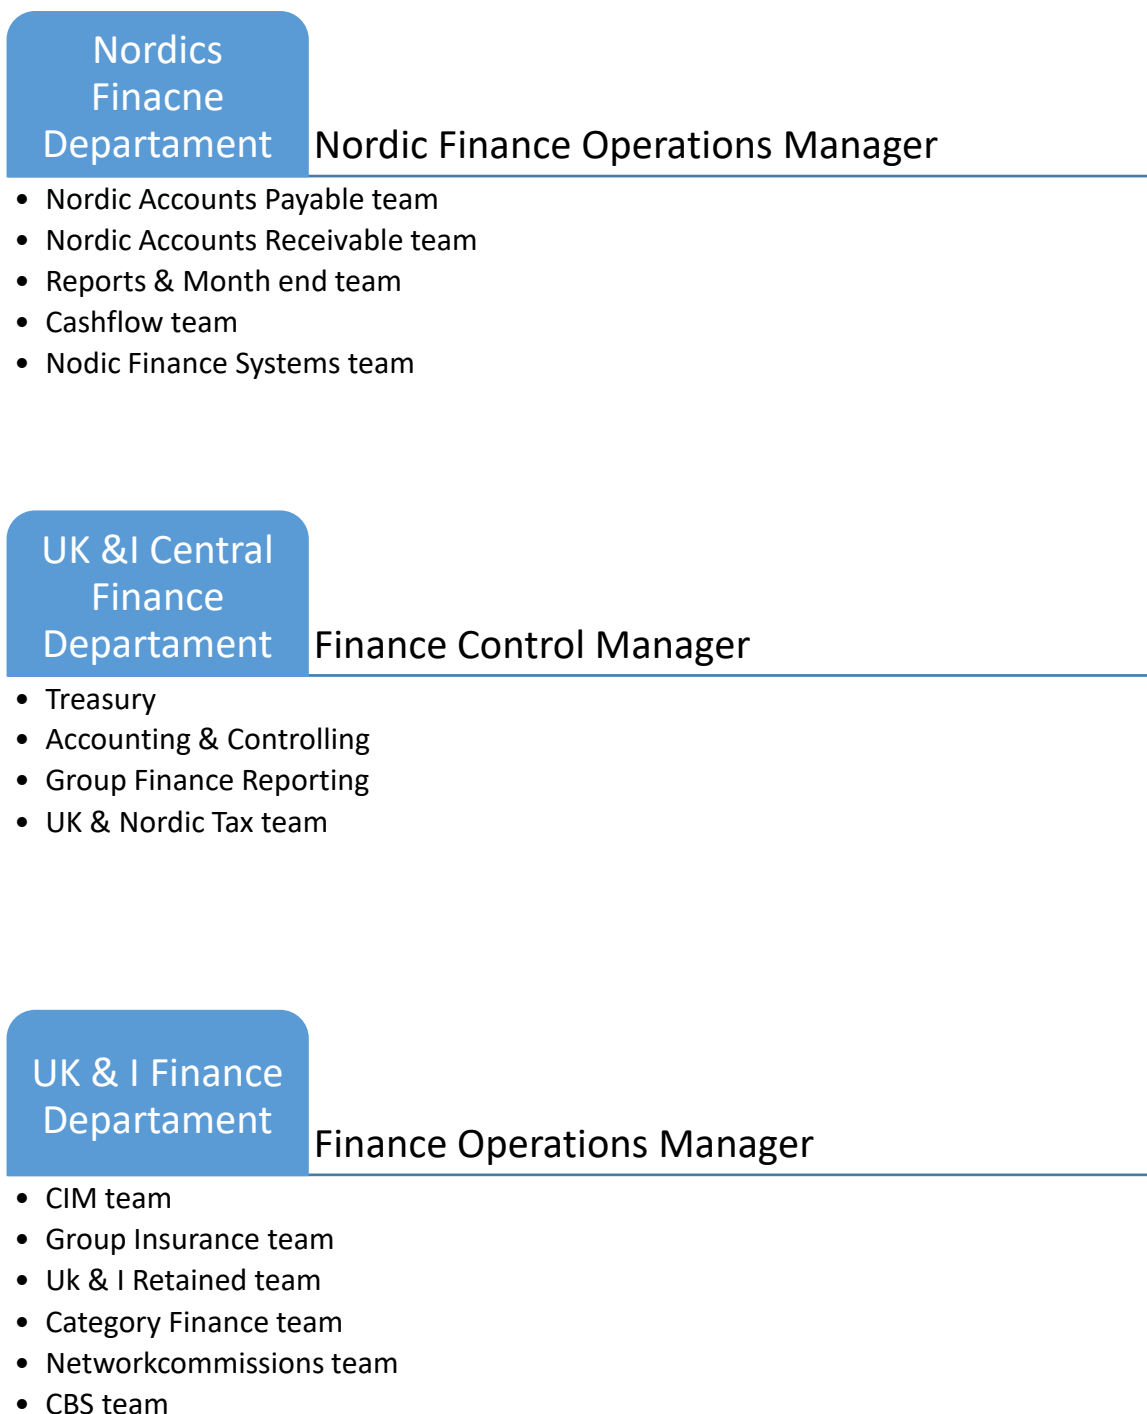 Nordics
Finacne
Departament
Nordic Finance Operations Manager
• Nordic Accounts Payable team
• Nordic Accounts Receivable team
• Reports & Month end team
• Cashflow team
• Nodic Finance Systems team
UK &I Central
Finance
Departament
Finance Control Manager
• Treasury
• Accounting & Controlling
• Group Finance Reporting
• UK & Nordic Tax team
UK & I Finance
Departament
Finance Operations Manager
• CIM team
• Group Insurance team
• Uk & I Retained team
• Category Finance team
• Networkcommissions team
• CBS team